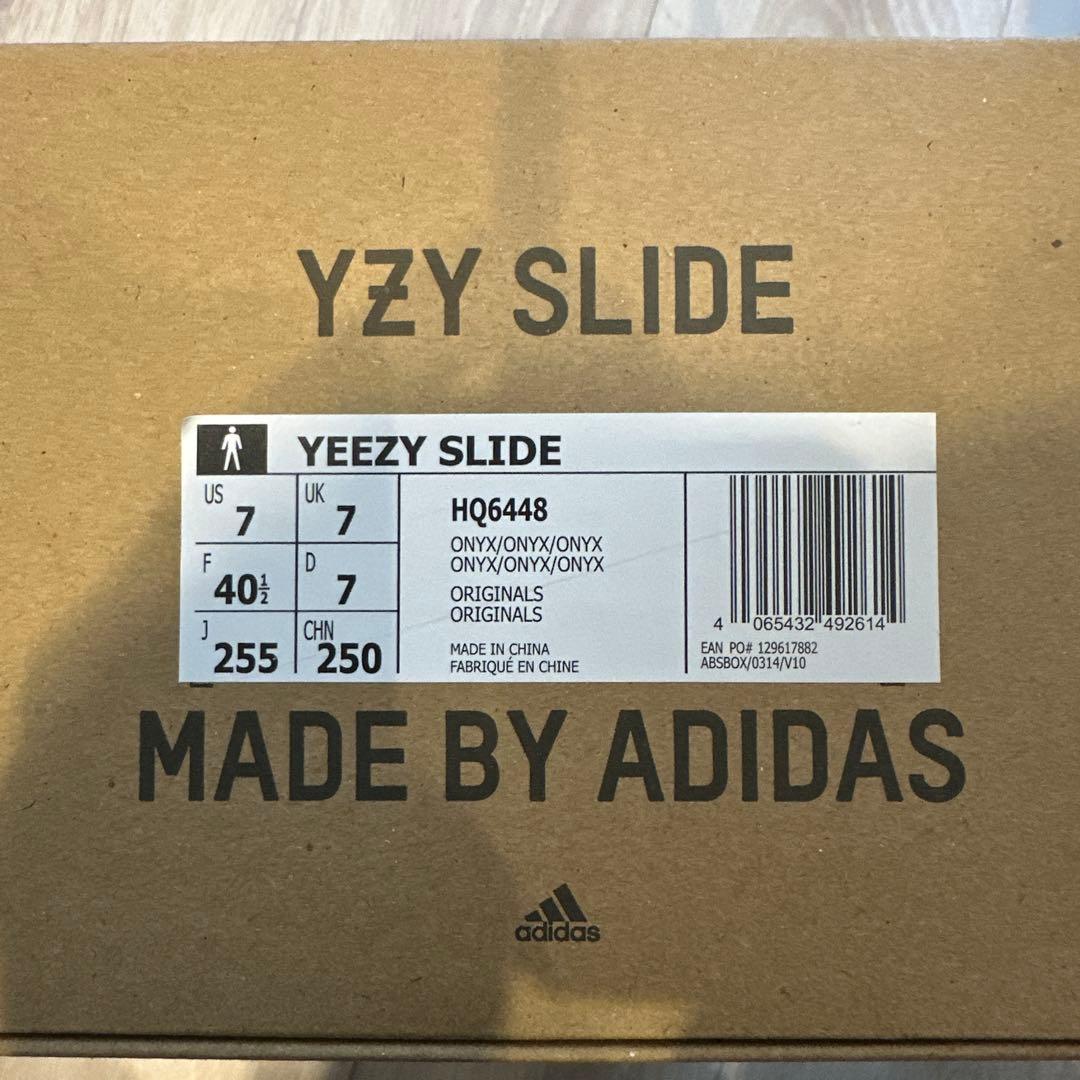 YZY SLIDE
YEEZY SLIDE
US 7 UK 7
F 40½ D 7
J 255 CHN 250
HQ6448
ONYX/ONYX/ONYX
ONYX/ONYX/ONYX
ORIGINALS
ORIGINALS
MADE IN CHINA
FABRIQUÉ EN CHINE
4 065432 492614
EAN PO# 129617882
ABSBOX/0314/V10
MADE BY ADIDAS
adidas